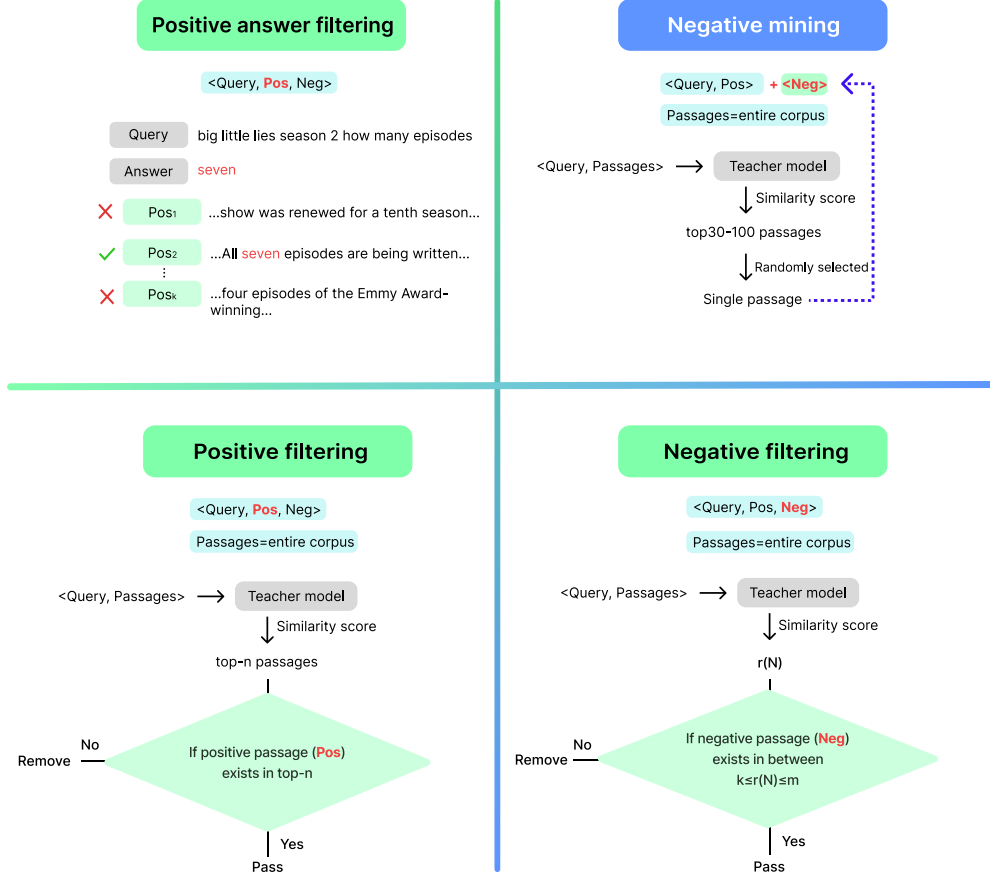 Positive answer filtering
<Query, Pos, Neg>
Query
big little lies season 2 how many episodes
Answer
seven
Pos1
...show was renewed for a tenth season...
Pos2
...All seven episodes are being written...
⋮
Posk
...four episodes of the Emmy Award-
winning...
Negative mining
<Query, Pos> + <Neg>
Passages=entire corpus
<Query, Passages>
Teacher model
Similarity score
top30-100 passages
Randomly selected
Single passage
Positive filtering
<Query, Pos, Neg>
Passages=entire corpus
<Query, Passages>
Teacher model
Similarity score
top-n passages
If positive passage (Pos)
exists in top-n
No
Remove
Yes
Pass
Negative filtering
<Query, Pos, Neg>
Passages=entire corpus
<Query, Passages>
Teacher model
Similarity score
r(N)
If negative passage (Neg)
exists in between
k≤r(N)≤m
No
Remove
Yes
Pass